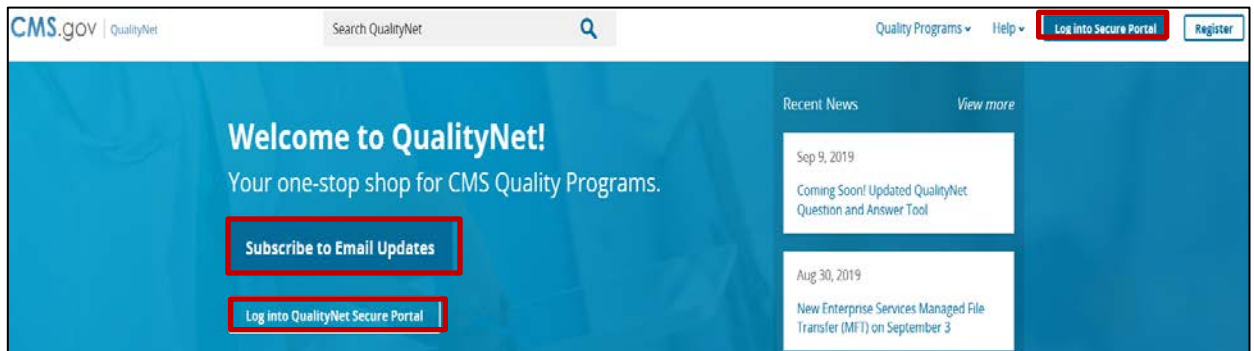 CMS.gov | QualityNet
Search QualityNet
Quality Programs
Help
Log into Secure Portal
Register
Welcome to QualityNet!
Your one-stop shop for CMS Quality Programs.
Subscribe to Email Updates
Log into QualityNet Secure Portal
Recent News
View more
Sep 9, 2019
Coming Soon! Updated QualityNet
Question and Answer Tool
Aug 30, 2019
New Enterprise Services Managed File
Transfer (MFT) on September 3